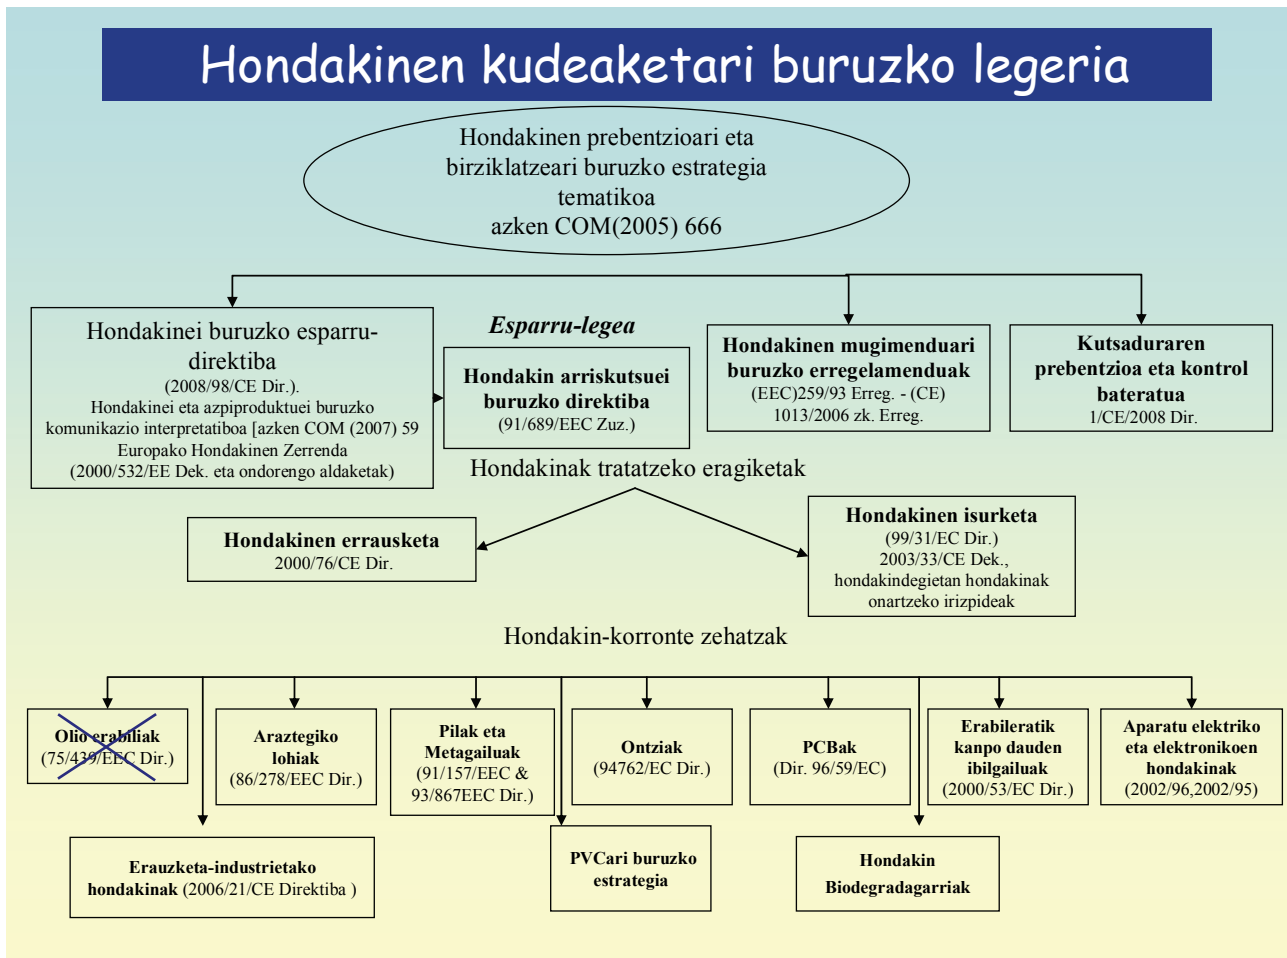 Hondakinen kudeaketari buruzko legeria
Hondakinen prebentzioari eta
birziklatzeari buruzko estrategia
tematikoa
azken COM(2005) 666
Hondakinei buruzko esparru-
direktiba
(2008/98/CE Dir.).
Hondakinei eta azpiproduktuei buruzko
komunikazio interpretatiboa [azken COM (2007) 59
Europako Hondakinen Zerrenda
(2000/532/EE Dek. eta ondorengo aldaketak)
Esparru-legea
Hondakin arriskutsuei
buruzko direktiba
(91/689/EEC Zuz.)
Hondakinen mugimenduari
buruzko erregelamenduak
(EEC)259/93 Erreg. - (CE)
1013/2006 zk. Erreg.
Kutsaduraren
prebentzioa eta kontrol
bateratua
1/CE/2008 Dir.
Hondakinak tratatzeko eragiketak
Hondakinen errausketa
2000/76/CE Dir.
Hondakinen isurketa
(99/31/EC Dir.)
2003/33/CE Dek.,
hondakindegietan hondakinak
onartzeko irizpideak
Hondakin-korronte zehatzak
Olio erabiliak
(75/439/EEC Dir.)
Araztegiko
lohiak
(86/278/EEC Dir.)
Pilak eta
Metagailuak
(91/157/EEC &
93/867EEC Dir.)
Ontziak
(94762/EC Dir.)
PCBak
(Dir. 96/59/EC)
Erabileratik
kanpo dauden
ibilgailuak
(2000/53/EC Dir.)
Aparatu elektriko
eta elektronikoen
hondakinak
(2002/96,2002/95)
Erauzketa-industrietako
hondakinak (2006/21/CE Direktiba )
PVCari buruzko
estrategia
Hondakin
Biodegradagarriak